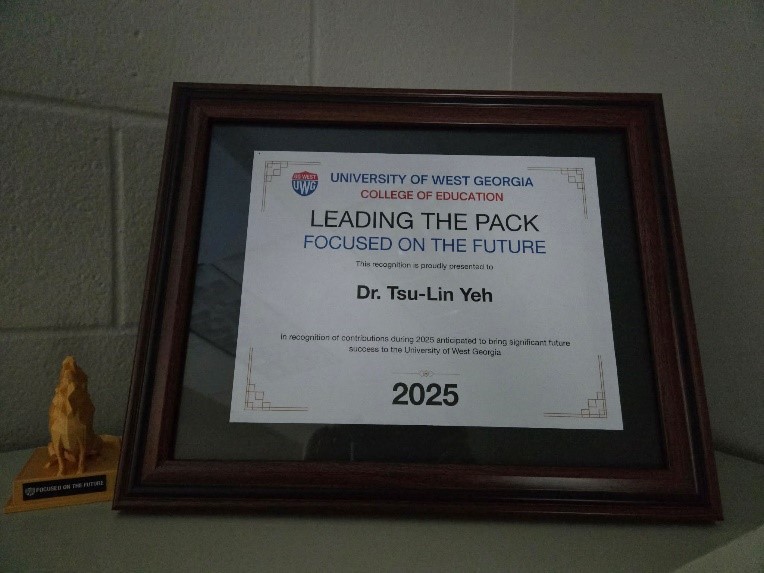 GO WEST
UWG
UNIVERSITY OF WEST GEORGIA
COLLEGE OF EDUCATION
LEADING THE PACK
FOCUSED ON THE FUTURE
This recognition is proudly presented to
Dr. Tsu-Lin Yeh
In recognition of contributions during 2025 anticipated to bring significant future
success to the University of West Georgia
2025
FOCUSED ON THE FUTURE